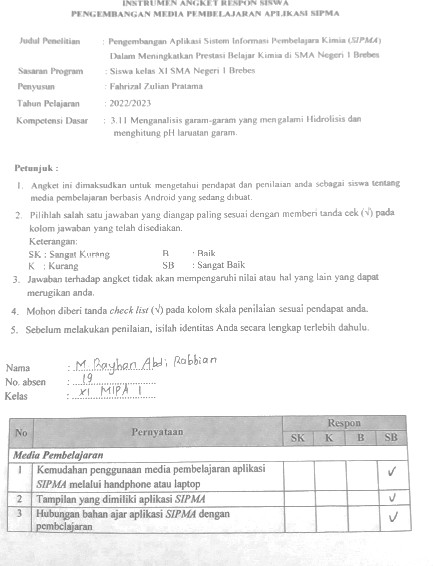 INSTRUMEN ANGKET RESPON SISWA
PENGEMBANGAN MEDIA PEMBELAJARAN APLIKASI SIPMA
Judul Penelitian : Pengembangan Aplikasi Sistem Informasi Pembelajara Kimia (SIPMA)
Dalam Meningkatkan Prestasi Belajar Kimia di SMA Negeri 1 Brebes
Sasaran Program : Siswa kelas XI SMA Negeri 1 Brebes
Penyusun : Fahrizal Zulian Pratama
Tahun Pelajaran : 2022/2023
Kompetensi Dasar : 3.11 Menganalisis garam-garam yang mengalami Hidrolisis dan
menghitung pH laruatan garam.
Petunjuk :
1. Angket ini dimaksudkan untuk mengetahui pendapat dan penilaian anda sebagai siswa tentang
media pembelajaran berbasis Android yang sedang dibuat.
2. Pilihlah salah satu jawaban yang diangap paling sesuai dengan memberi tanda cek (√) pada
kolom jawaban yang telah disediakan.
Keterangan:
SK : Sangat Kurang B : Baik
K : Kurang SB : Sangat Baik
3. Jawaban terhadap angket tidak akan mempengaruhi nilai atau hal yang lain yang dapat
merugikan anda.
4. Mohon diberi tanda check list (√) pada kolom skala penilaian sesuai pendapat anda.
5. Sebelum melakukan penilaian, isilah identitas Anda secara lengkap terlebih dahulu.
Nama : M Rayhan Abdi Rabbian
No. absen : 19
Kelas : XI MIPA 1
No Pernyataan Respon
SK K B SB
Media Pembelajaran
1 Kemudahan penggunaan media pembelajaran aplikasi
SIPMA melalui handphone atau laptop ✓
2 Tampilan yang dimiliki aplikasi SIPMA ✓
3 Hubungan bahan ajar aplikasi SIPMA dengan
pembelajaran ✓